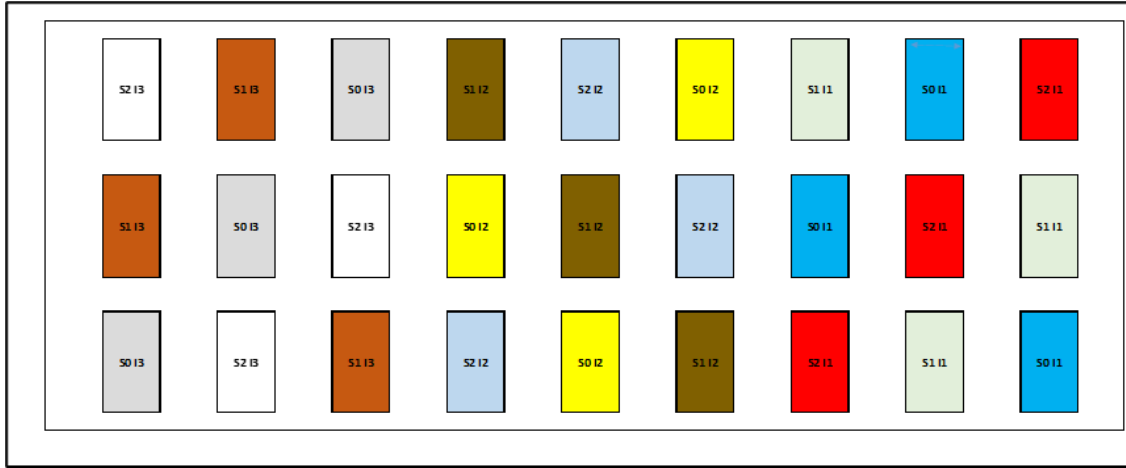 S2 I3 S1 I3 S0 I3 S1 I2 S2 I2 S0 I2 S1 I1 S0 I1 S2 I1
S1 I3 S0 I3 S2 I3 S0 I2 S1 I2 S2 I2 S0 I1 S2 I1 S1 I1
S0 I3 S2 I3 S1 I3 S2 I2 S0 I2 S1 I2 S2 I1 S1 I1 S0 I1